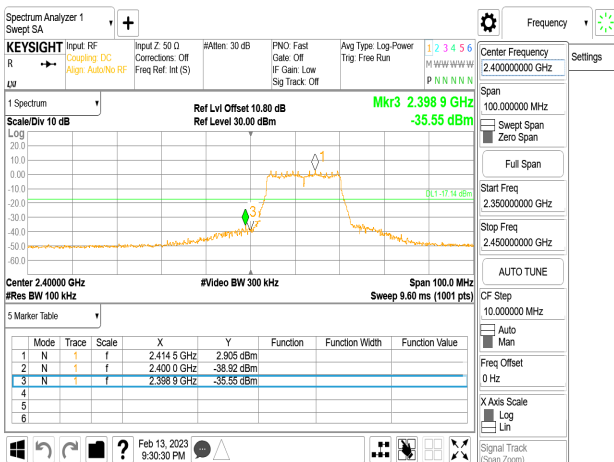 Spectrum Analyzer 1
Swept SA
Frequency
KEYSIGHT
R
Input: RF
Coupling: DC
Align: Auto/No RF
Input Z: 50 Ω
Corrections: Off
Freq Ref: Int (S)
#Atten: 30 dB
PNO: Fast
Gate: Off
IF Gain: Low
Sig Track: Off
Avg Type: Log-Power
Trig: Free Run
1 2 3 4 5 6
M W W W W W
P N N N N N
1 Spectrum
Scale/Div 10 dB
Ref Lvl Offset 10.80 dB
Ref Level 30.00 dBm
Mkr3 2.398 9 GHz
-35.55 dBm
Log
20.0
10.0
0.00
-10.0
-20.0
-30.0
-40.0
-50.0
-60.0
1
3
DL1 -17.14 dBm
Center 2.40000 GHz
#Res BW 100 kHz
#Video BW 300 kHz
Span 100.0 MHz
Sweep 9.60 ms (1001 pts)
5 Marker Table
Mode Trace Scale X Y Function Function Width Function Value
1 N 1 f 2.414 5 GHz 2.905 dBm
2 N 1 f 2.400 0 GHz -38.92 dBm
3 N 1 f 2.398 9 GHz -35.55 dBm
4
5
6
Feb 13, 2023
9:30:30 PM
Center Frequency
2.400000000 GHz
Settings
Span
100.000000 MHz
Swept Span
Zero Span
Full Span
Start Freq
2.350000000 GHz
Stop Freq
2.450000000 GHz
AUTO TUNE
CF Step
10.000000 MHz
Auto
Man
Freq Offset
0 Hz
X Axis Scale
Log
Lin
Signal Track
(Span Zoom)